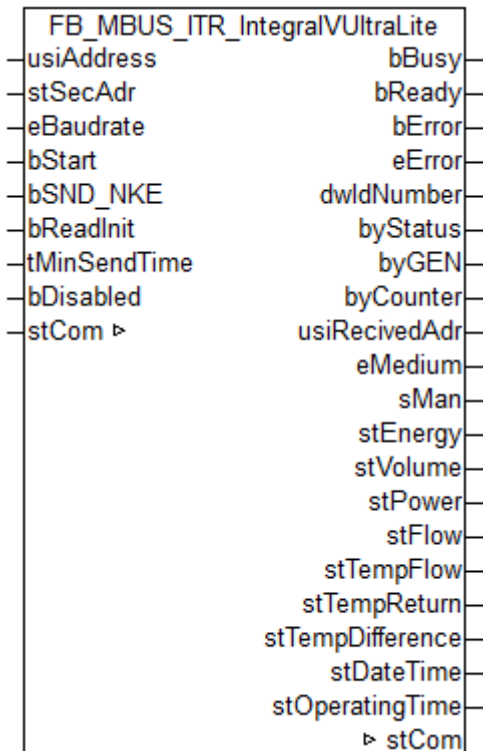 FB_MBUS_ITR_IntegralVUltraLite
usiAddress bBusy
stSecAdr bReady
eBaudrate bError
bStart eError
bSND_NKE dwIdNumber
bReadInit byStatus
tMinSendTime byGEN
bDisabled byCounter
stCom ▹ usiRecivedAdr
eMedium
sMan
stEnergy
stVolume
stPower
stFlow
stTempFlow
stTempReturn
stTempDifference
stDateTime
stOperatingTime
▹ stCom